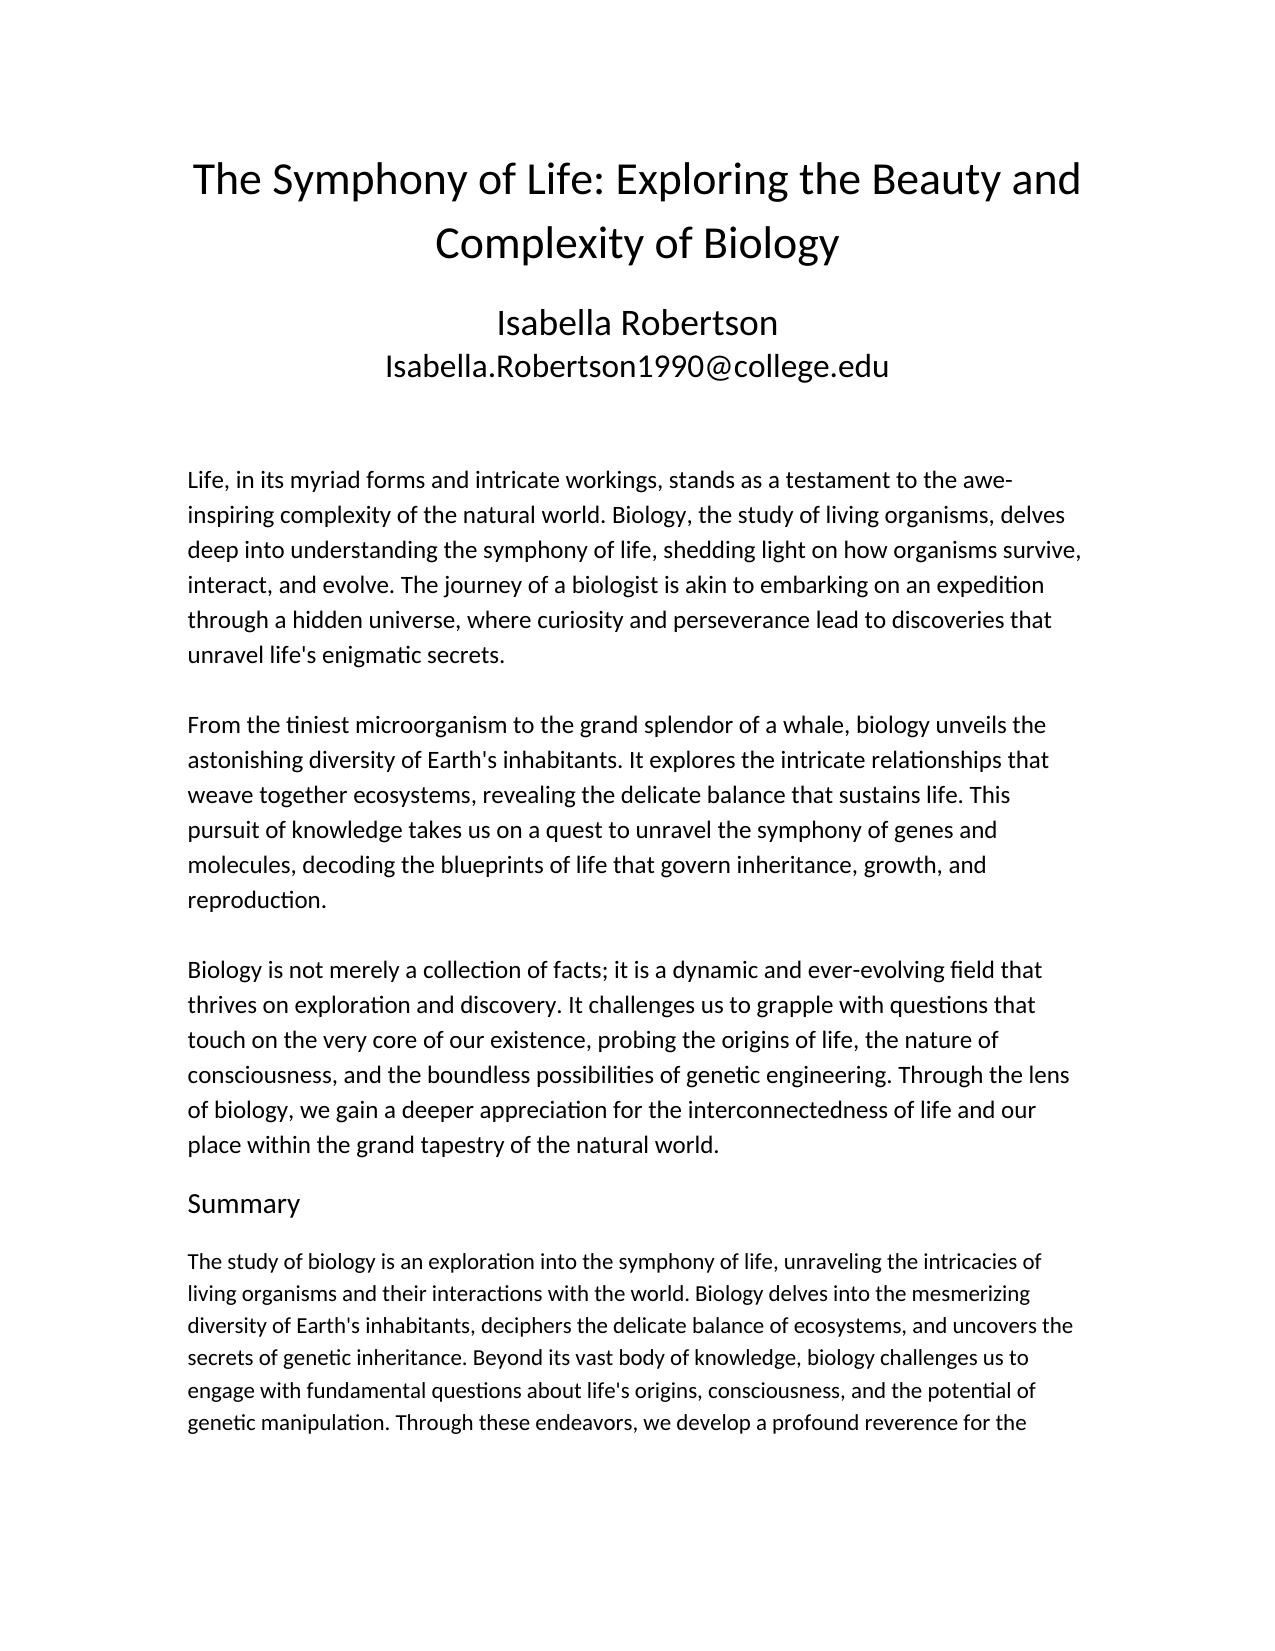 The Symphony of Life: Exploring the Beauty and
Complexity of Biology
Isabella Robertson
Isabella.Robertson1990@college.edu
Life, in its myriad forms and intricate workings, stands as a testament to the awe-
inspiring complexity of the natural world. Biology, the study of living organisms, delves
deep into understanding the symphony of life, shedding light on how organisms survive,
interact, and evolve. The journey of a biologist is akin to embarking on an expedition
through a hidden universe, where curiosity and perseverance lead to discoveries that
unravel life's enigmatic secrets.
From the tiniest microorganism to the grand splendor of a whale, biology unveils the
astonishing diversity of Earth's inhabitants. It explores the intricate relationships that
weave together ecosystems, revealing the delicate balance that sustains life. This
pursuit of knowledge takes us on a quest to unravel the symphony of genes and
molecules, decoding the blueprints of life that govern inheritance, growth, and
reproduction.
Biology is not merely a collection of facts; it is a dynamic and ever-evolving field that
thrives on exploration and discovery. It challenges us to grapple with questions that
touch on the very core of our existence, probing the origins of life, the nature of
consciousness, and the boundless possibilities of genetic engineering. Through the lens
of biology, we gain a deeper appreciation for the interconnectedness of life and our
place within the grand tapestry of the natural world.
Summary
The study of biology is an exploration into the symphony of life, unraveling the intricacies of
living organisms and their interactions with the world. Biology delves into the mesmerizing
diversity of Earth's inhabitants, deciphers the delicate balance of ecosystems, and uncovers the
secrets of genetic inheritance. Beyond its vast body of knowledge, biology challenges us to
engage with fundamental questions about life's origins, consciousness, and the potential of
genetic manipulation. Through these endeavors, we develop a profound reverence for the